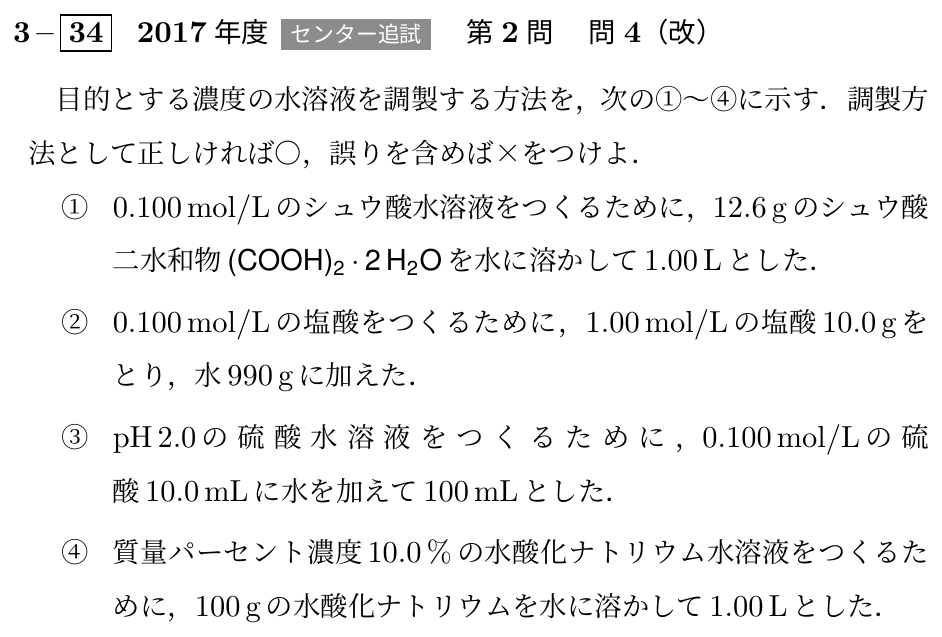 3－34 2017年度 センター追試 第2問 問4（改）
目的とする濃度の水溶液を調製する方法を，次の①〜④に示す．調製方
法として正しければ○，誤りを含めば×をつけよ．
① 0.100 mol/Lのシュウ酸水溶液をつくるために，12.6 gのシュウ酸
二水和物 (COOH)₂・2 H₂O を水に溶かして 1.00 L とした．
② 0.100 mol/Lの塩酸をつくるために，1.00 mol/Lの塩酸 10.0 g を
とり，水 990 g に加えた．
③ pH 2.0の硫酸水溶液をつくるために，0.100 mol/Lの硫
酸 10.0 mL に水を加えて 100 mL とした．
④ 質量パーセント濃度 10.0 % の水酸化ナトリウム水溶液をつくるた
めに，100 g の水酸化ナトリウムを水に溶かして 1.00 L とした．